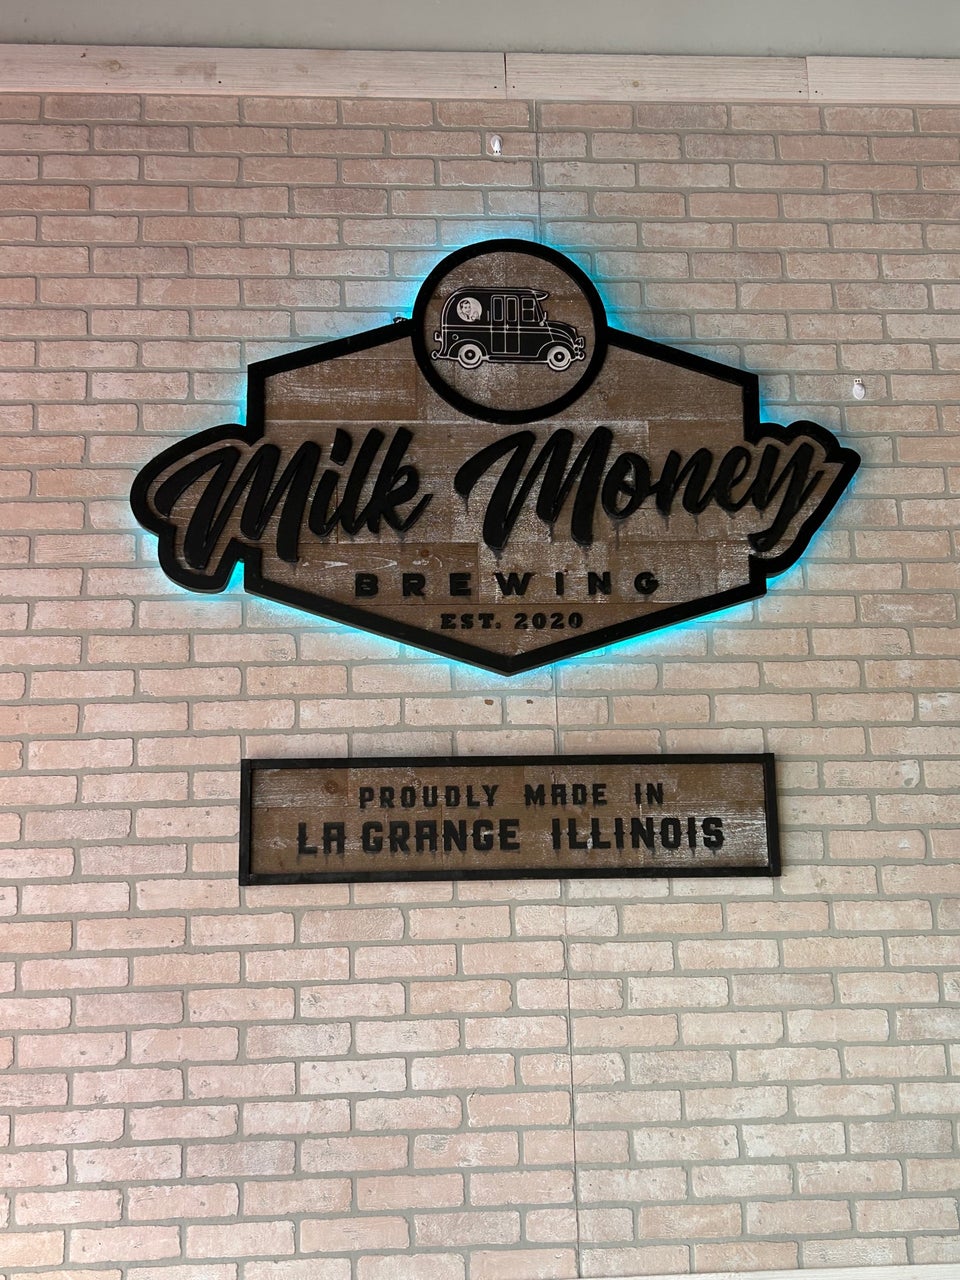 Milk Money
BREWING
EST. 2020
PROUDLY MADE IN
LA GRANGE ILLINOIS